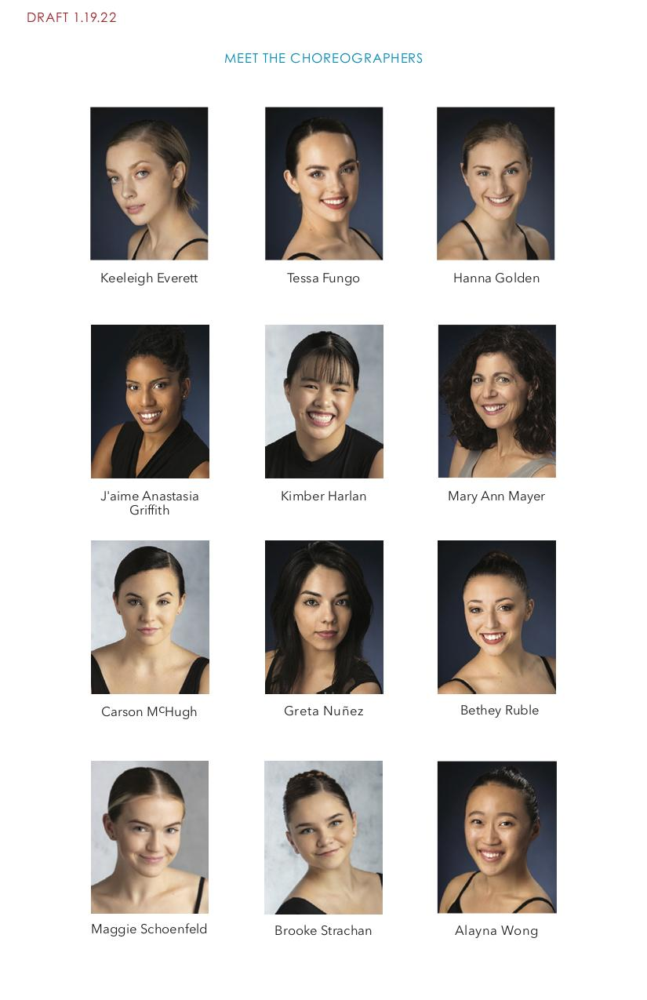 DRAFT 1.19.22
MEET THE CHOREOGRAPHERS
Keeleigh Everett
Tessa Fungo
Hanna Golden
J'aime Anastasia
Griffith
Kimber Harlan
Mary Ann Mayer
Carson McHugh
Greta Nuñez
Bethey Ruble
Maggie Schoenfeld
Brooke Strachan
Alayna Wong